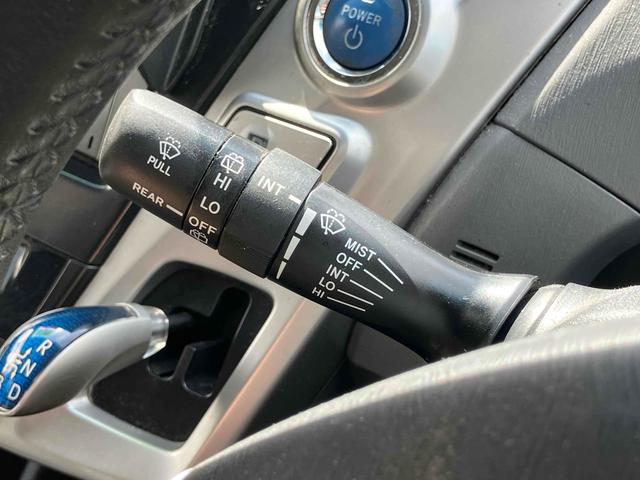 POWER
PULL
REAR
HI
LO
OFF
INT
MIST
OFF
INT
LO
HI
R
N
D